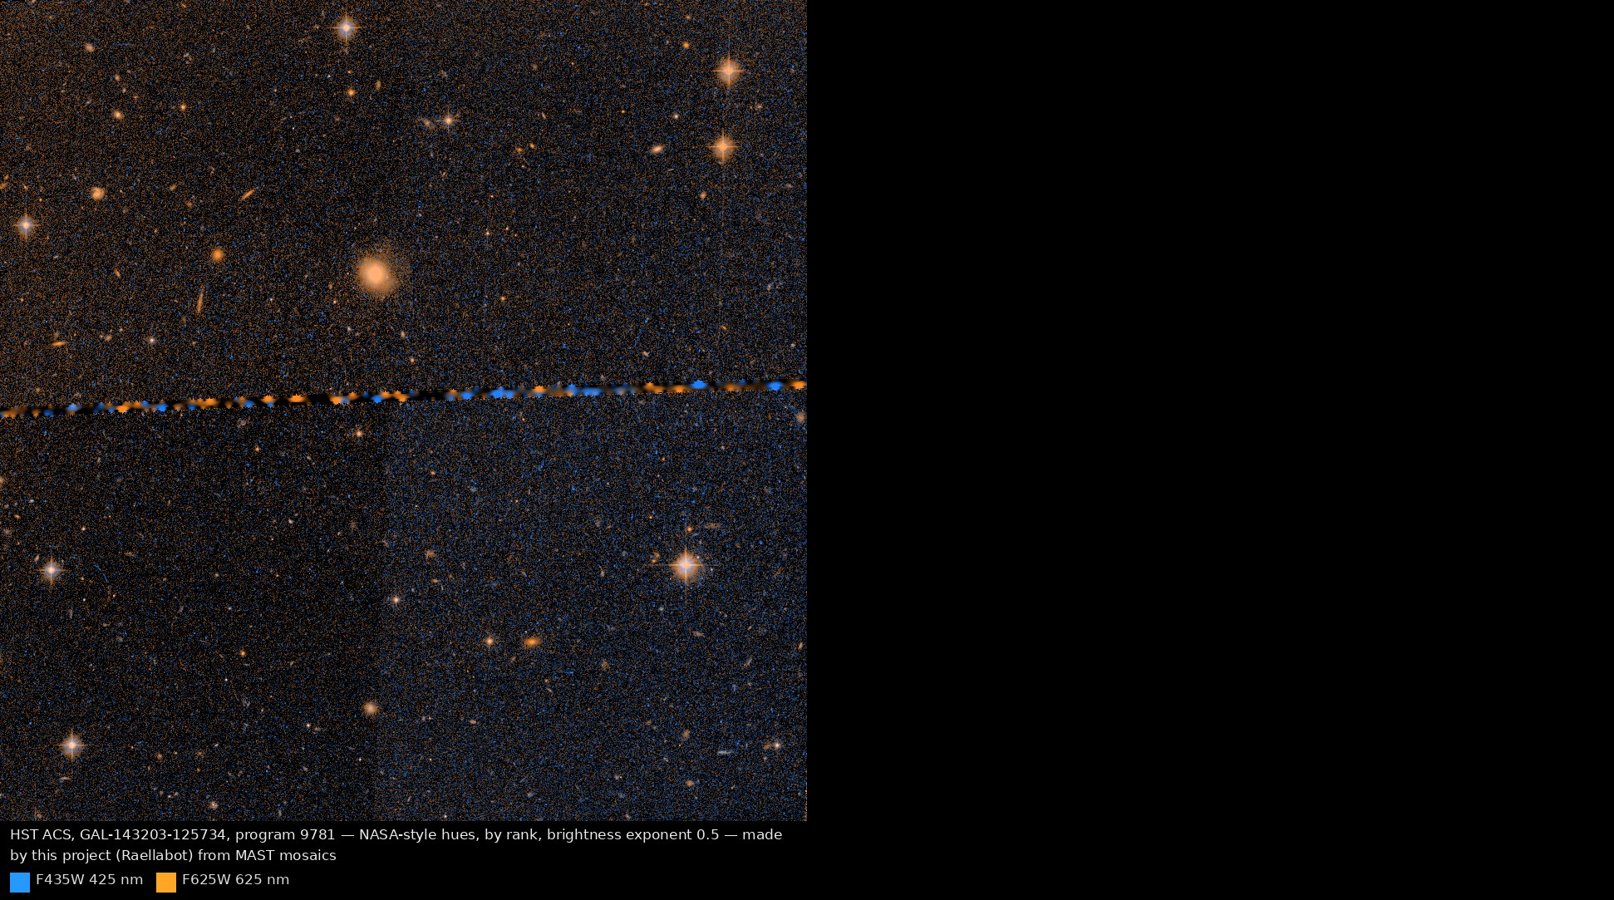 HST ACS, GAL-143203-125734, program 9781 — NASA-style hues, by rank, brightness exponent 0.5 — made
by this project (Raellabot) from MAST mosaics
F435W 425 nm F625W 625 nm